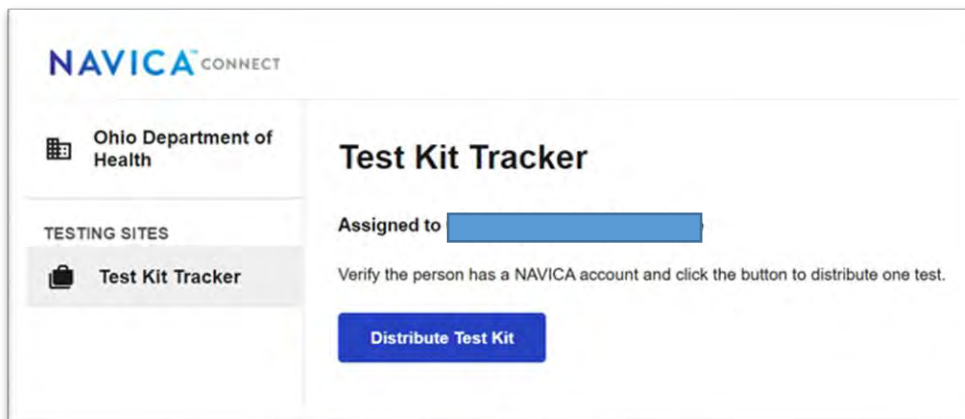 NAVICA™ CONNECT
Ohio Department of
Health
TESTING SITES
Test Kit Tracker
Test Kit Tracker
Assigned to
Verify the person has a NAVICA account and click the button to distribute one test.
Distribute Test Kit